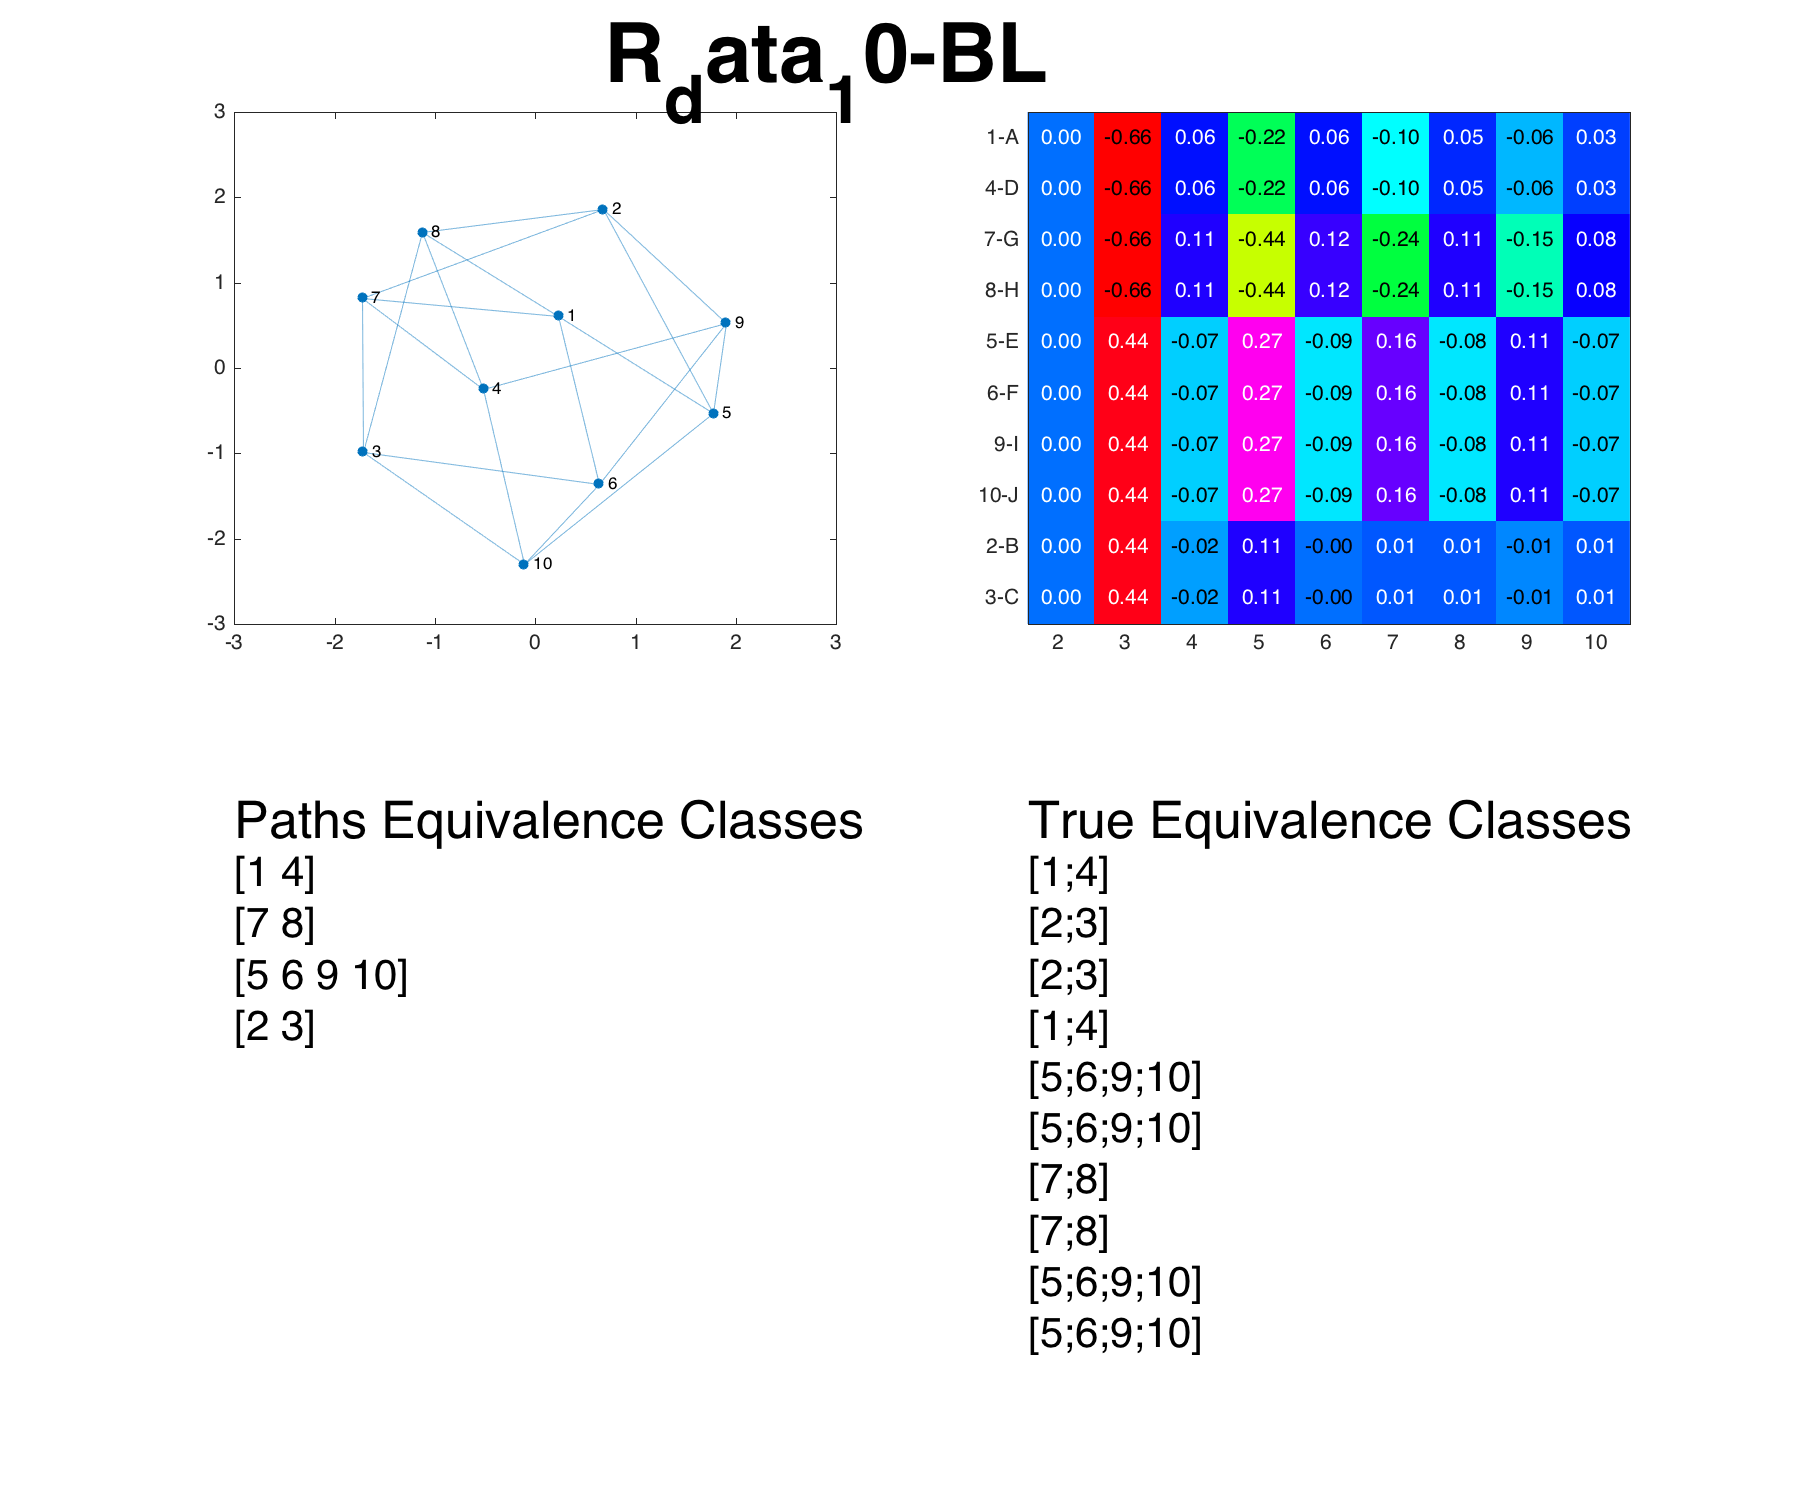 R_data_10-BL
3
2
1
0
-1
-2
-3
-3 -2 -1 0 1 2 3
2
8
7
1
9
4
5
3
6
10
1-A 0.00 -0.66 0.06 -0.22 0.06 -0.10 0.05 -0.06 0.03
4-D 0.00 -0.66 0.06 -0.22 0.06 -0.10 0.05 -0.06 0.03
7-G 0.00 -0.66 0.11 -0.44 0.12 -0.24 0.11 -0.15 0.08
8-H 0.00 -0.66 0.11 -0.44 0.12 -0.24 0.11 -0.15 0.08
5-E 0.00 0.44 -0.07 0.27 -0.09 0.16 -0.08 0.11 -0.07
6-F 0.00 0.44 -0.07 0.27 -0.09 0.16 -0.08 0.11 -0.07
9-I 0.00 0.44 -0.07 0.27 -0.09 0.16 -0.08 0.11 -0.07
10-J 0.00 0.44 -0.07 0.27 -0.09 0.16 -0.08 0.11 -0.07
2-B 0.00 0.44 -0.02 0.11 -0.00 0.01 0.01 -0.01 0.01
3-C 0.00 0.44 -0.02 0.11 -0.00 0.01 0.01 -0.01 0.01
2 3 4 5 6 7 8 9 10
Paths Equivalence Classes
[1 4]
[7 8]
[5 6 9 10]
[2 3]
True Equivalence Classes
[1;4]
[2;3]
[2;3]
[1;4]
[5;6;9;10]
[5;6;9;10]
[7;8]
[7;8]
[5;6;9;10]
[5;6;9;10]